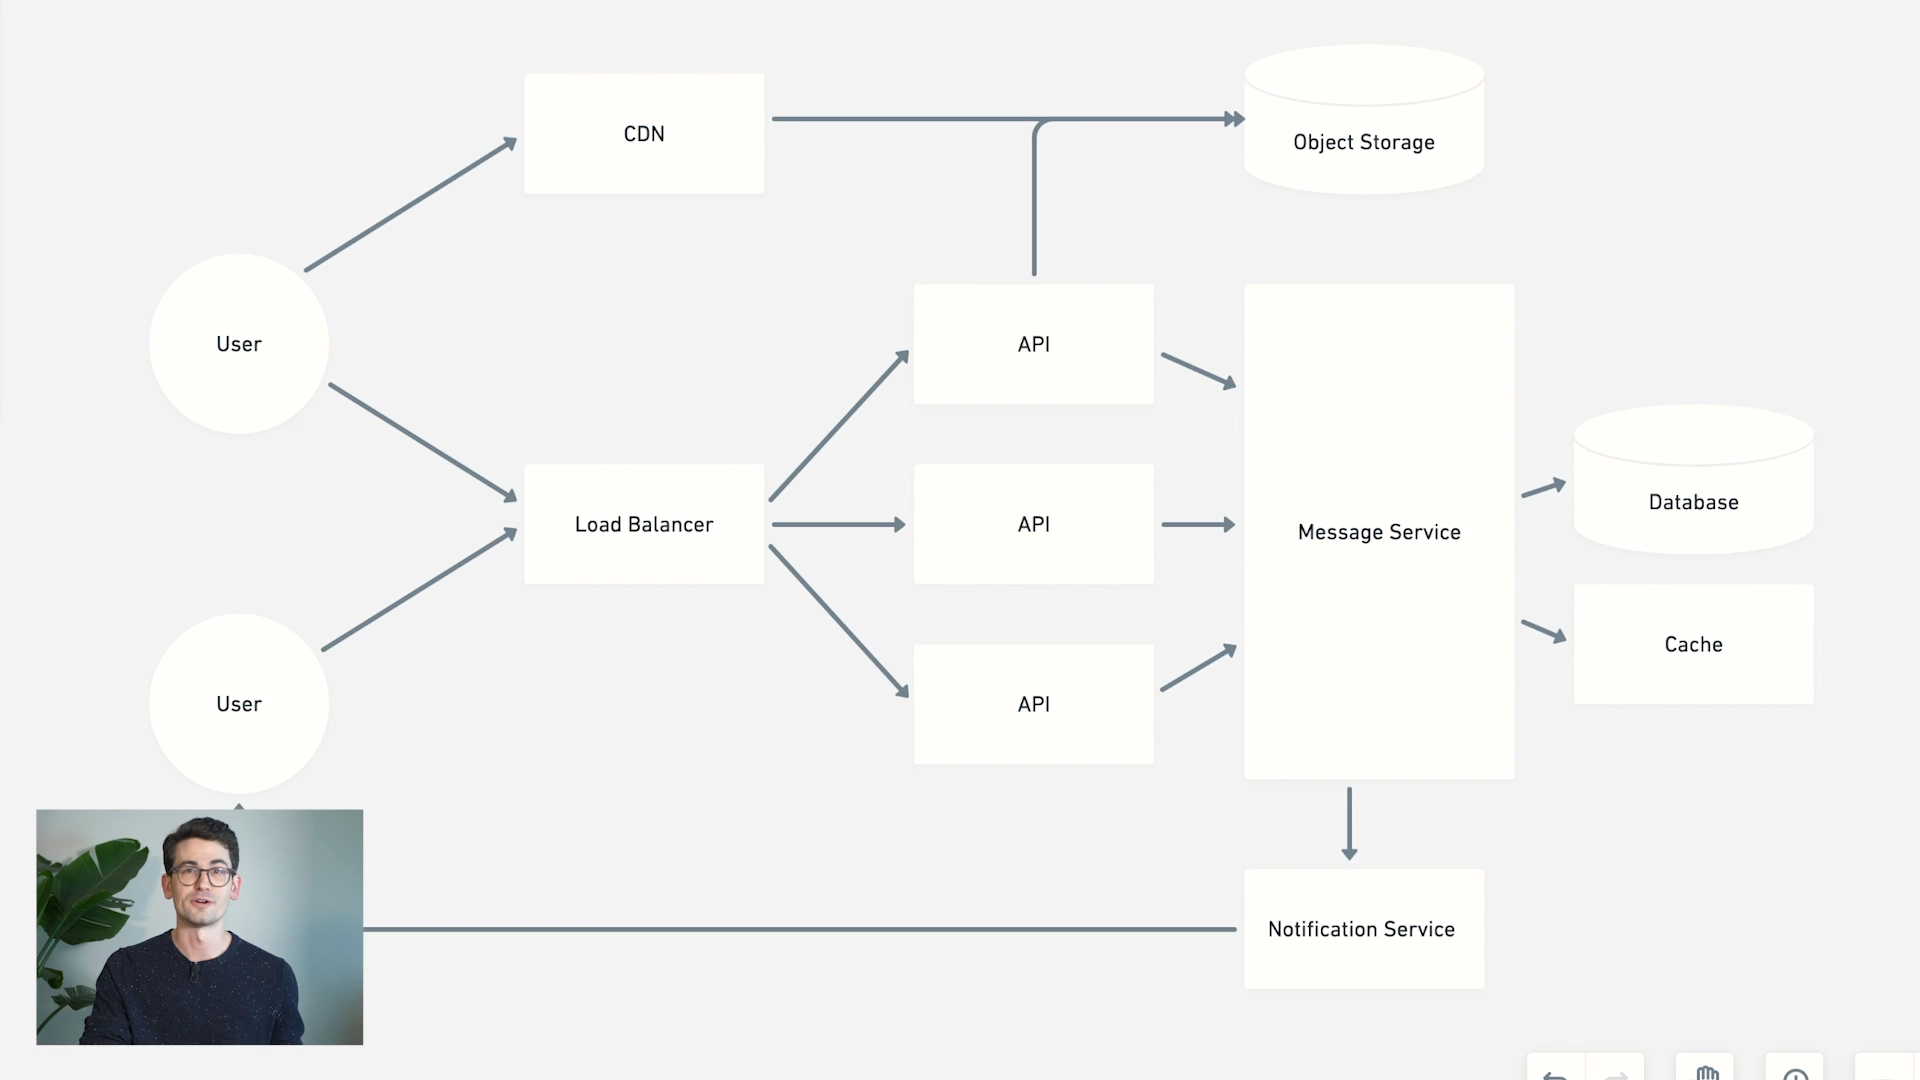 CDN
Object Storage
User
API
Load Balancer
API
Message Service
Database
Cache
User
API
Notification Service